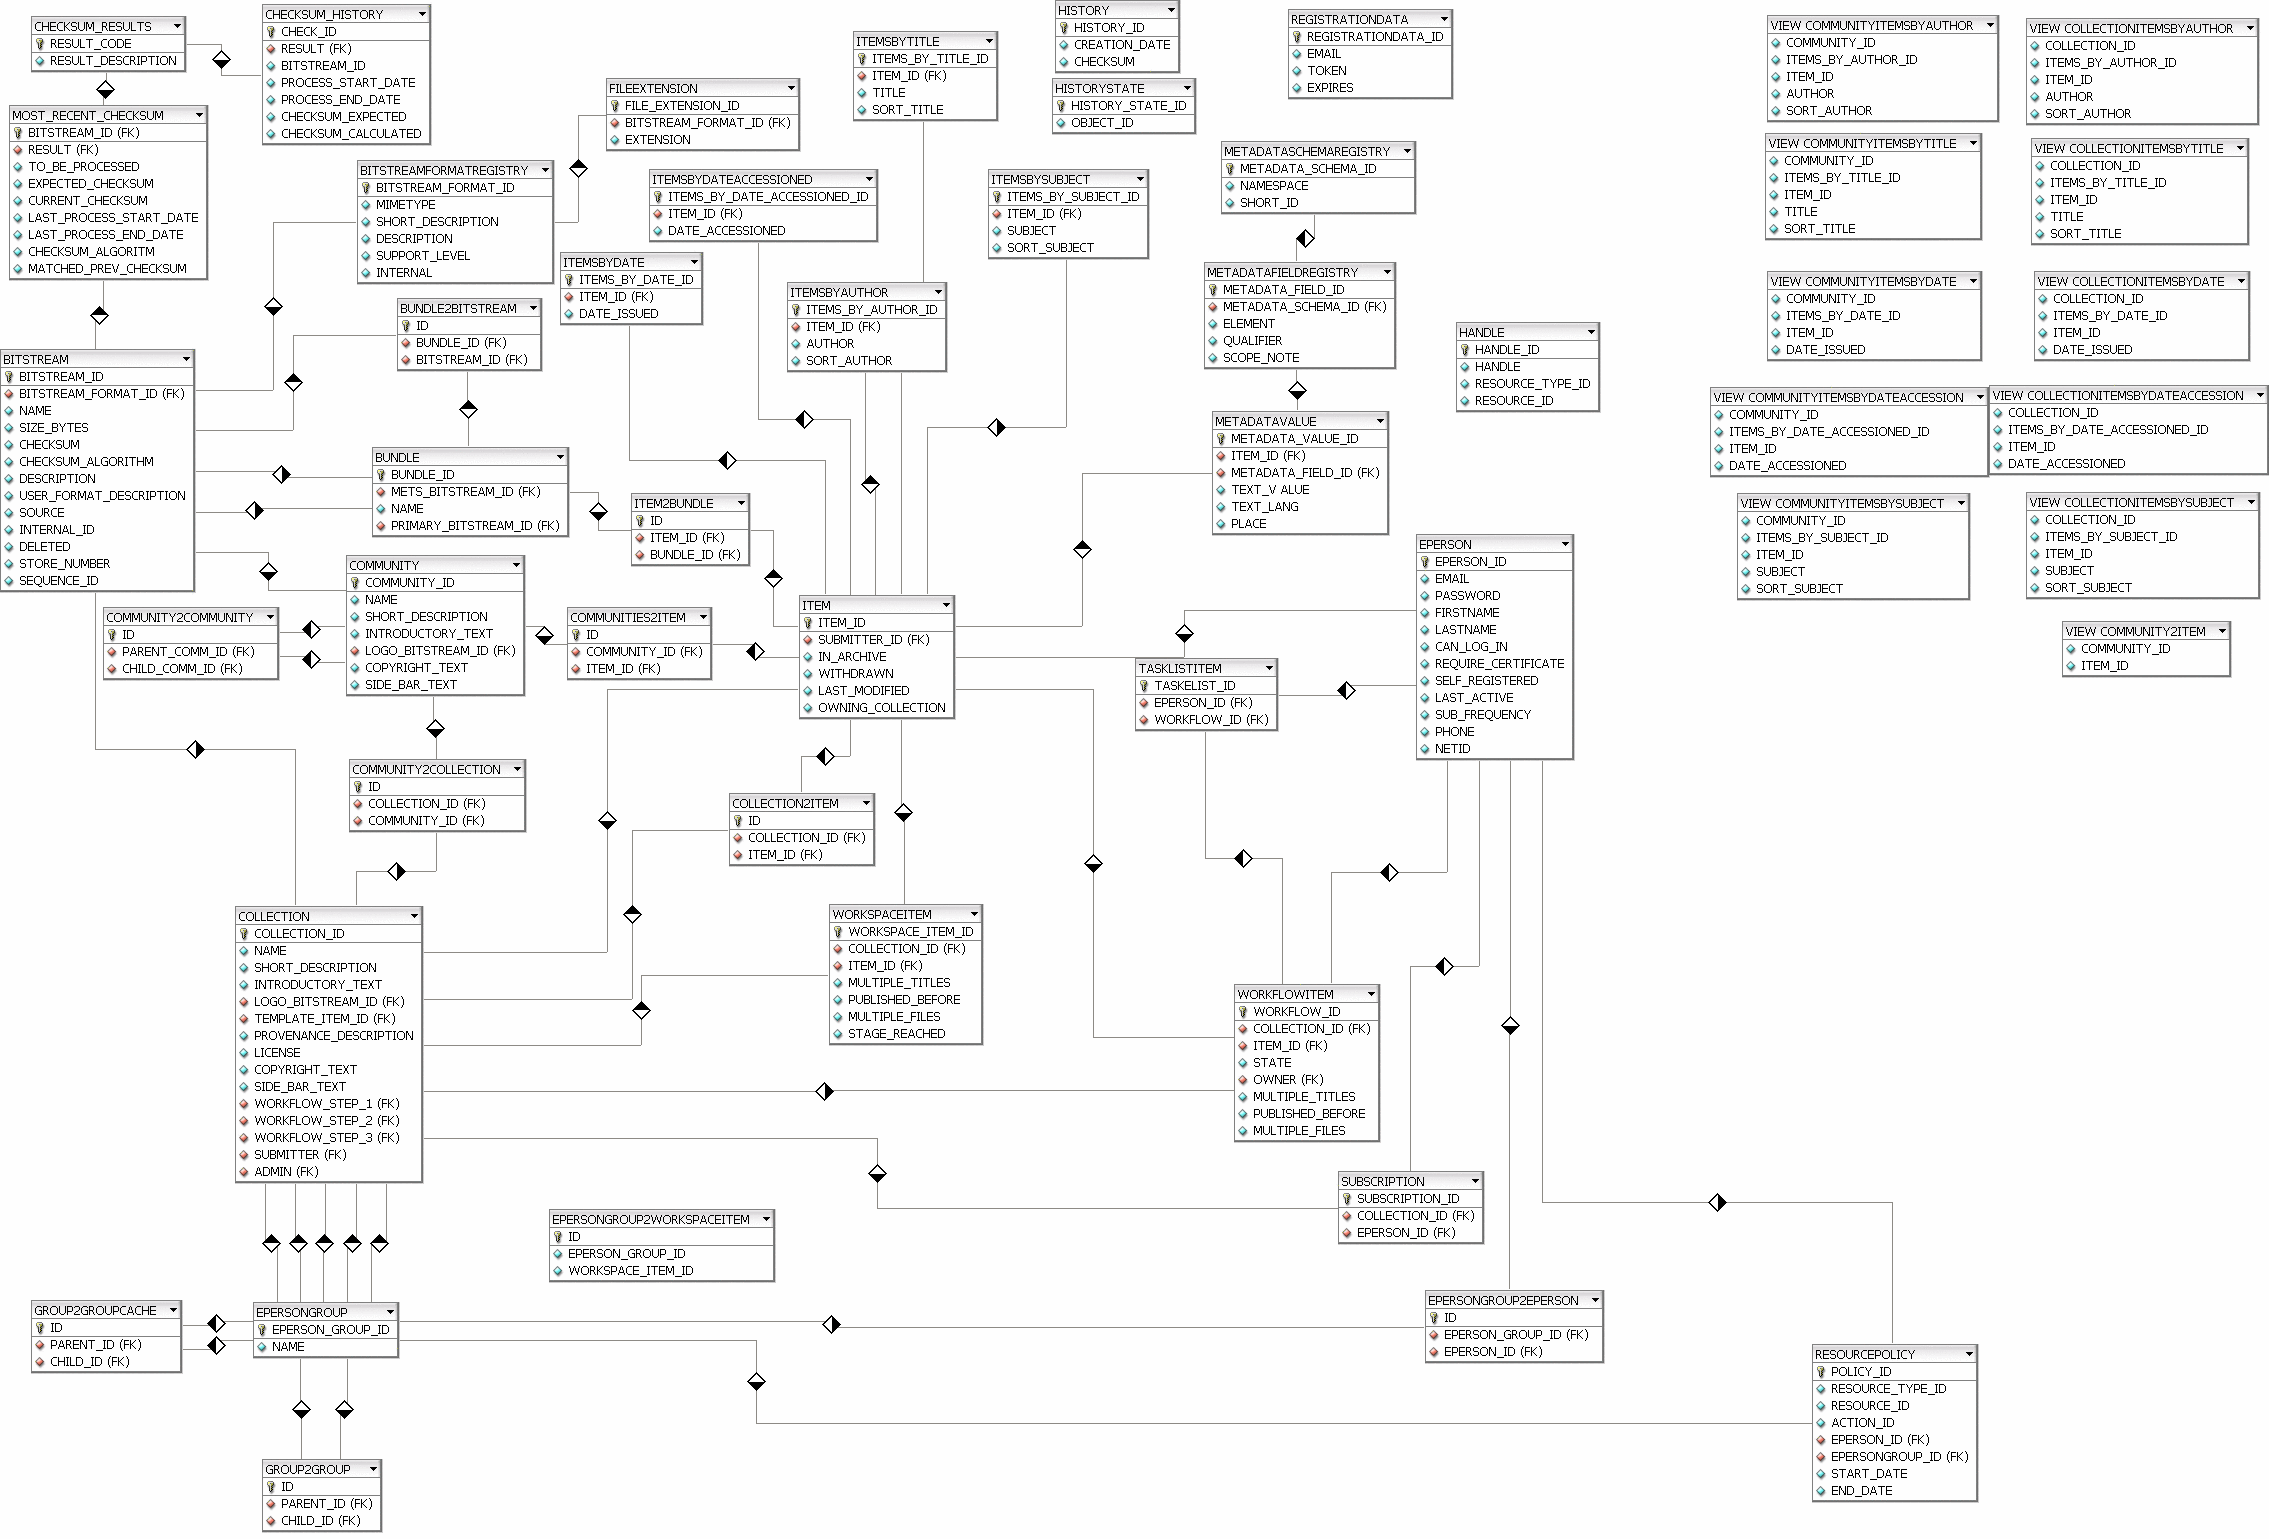 CHECKSUM_RESULTS
RESULT_CODE
RESULT_DESCRIPTION
CHECKSUM_HISTORY
CHECK_ID
RESULT (FK)
BITSTREAM_ID
PROCESS_START_DATE
PROCESS_END_DATE
CHECKSUM_EXPECTED
CHECKSUM_CALCULATED
MOST_RECENT_CHECKSUM
BITSTREAM_ID (FK)
RESULT (FK)
TO_BE_PROCESSED
EXPECTED_CHECKSUM
CURRENT_CHECKSUM
LAST_PROCESS_START_DATE
LAST_PROCESS_END_DATE
CHECKSUM_ALGORITM
MATCHED_PREV_CHECKSUM
FILEEXTENSION
FILE_EXTENSION_ID
BITSTREAM_FORMAT_ID (FK)
EXTENSION
BITSTREAMFORMATREGISTRY
BITSTREAM_FORMAT_ID
MIMETYPE
SHORT_DESCRIPTION
DESCRIPTION
SUPPORT_LEVEL
INTERNAL
ITEMSBYTITLE
ITEMS_BY_TITLE_ID
ITEM_ID (FK)
TITLE
SORT_TITLE
HISTORY
HISTORY_ID
CREATION_DATE
CHECKSUM
HISTORYSTATE
HISTORY_STATE_ID
OBJECT_ID
REGISTRATIONDATA
REGISTRATIONDATA_ID
EMAIL
TOKEN
EXPIRES
ITEMSBYDATEACCESSIONED
ITEMS_BY_DATE_ACCESSIONED_ID
ITEM_ID (FK)
DATE_ACCESSIONED
ITEMSBYSUBJECT
ITEMS_BY_SUBJECT_ID
ITEM_ID (FK)
SUBJECT
SORT_SUBJECT
METADATASCHEMAREGISTRY
METADATA_SCHEMA_ID
NAMESPACE
SHORT_ID
ITEMSBYDATE
ITEMS_BY_DATE_ID
ITEM_ID (FK)
DATE_ISSUED
ITEMSBYAUTHOR
ITEMS_BY_AUTHOR_ID
ITEM_ID (FK)
AUTHOR
SORT_AUTHOR
METADATAFIELDREGISTRY
METADATA_FIELD_ID
METADATA_SCHEMA_ID (FK)
ELEMENT
QUALIFIER
SCOPE_NOTE
HANDLE
HANDLE_ID
HANDLE
RESOURCE_TYPE_ID
RESOURCE_ID
BUNDLE2BITSTREAM
ID
BUNDLE_ID (FK)
BITSTREAM_ID (FK)
BITSTREAM
BITSTREAM_ID
BITSTREAM_FORMAT_ID (FK)
NAME
SIZE_BYTES
CHECKSUM
CHECKSUM_ALGORITHM
DESCRIPTION
USER_FORMAT_DESCRIPTION
SOURCE
INTERNAL_ID
DELETED
STORE_NUMBER
SEQUENCE_ID
BUNDLE
BUNDLE_ID
METS_BITSTREAM_ID (FK)
NAME
PRIMARY_BITSTREAM_ID (FK)
ITEM2BUNDLE
ID
ITEM_ID (FK)
BUNDLE_ID (FK)
METADATAVALUE
METADATA_VALUE_ID
ITEM_ID (FK)
METADATA_FIELD_ID (FK)
TEXT_V ALUE
TEXT_LANG
PLACE
COMMUNITY
COMMUNITY_ID
NAME
SHORT_DESCRIPTION
INTRODUCTORY_TEXT
LOGO_BITSTREAM_ID (FK)
COPYRIGHT_TEXT
SIDE_BAR_TEXT
COMMUNITY2COMMUNITY
ID
PARENT_COMM_ID (FK)
CHILD_COMM_ID (FK)
COMMUNITIES2ITEM
ID
COMMUNITY_ID (FK)
ITEM_ID (FK)
ITEM
ITEM_ID
SUBMITTER_ID (FK)
IN_ARCHIVE
WITHDRAWN
LAST_MODIFIED
OWNING_COLLECTION
EPERSON
EPERSON_ID
EMAIL
PASSWORD
FIRSTNAME
LASTNAME
CAN_LOG_IN
REQUIRE_CERTIFICATE
SELF_REGISTERED
LAST_ACTIVE
SUB_FREQUENCY
PHONE
NETID
TASKLISTITEM
TASKELIST_ID
EPERSON_ID (FK)
WORKFLOW_ID (FK)
COMMUNITY2COLLECTION
ID
COLLECTION_ID (FK)
COMMUNITY_ID (FK)
COLLECTION2ITEM
ID
COLLECTION_ID (FK)
ITEM_ID (FK)
COLLECTION
COLLECTION_ID
NAME
SHORT_DESCRIPTION
INTRODUCTORY_TEXT
LOGO_BITSTREAM_ID (FK)
TEMPLATE_ITEM_ID (FK)
PROVENANCE_DESCRIPTION
LICENSE
COPYRIGHT_TEXT
SIDE_BAR_TEXT
WORKFLOW_STEP_1 (FK)
WORKFLOW_STEP_2 (FK)
WORKFLOW_STEP_3 (FK)
SUBMITTER (FK)
ADMIN (FK)
WORKSPACEITEM
WORKSPACE_ITEM_ID
COLLECTION_ID (FK)
ITEM_ID (FK)
MULTIPLE_TITLES
PUBLISHED_BEFORE
MULTIPLE_FILES
STAGE_REACHED
WORKFLOWITEM
WORKFLOW_ID
COLLECTION_ID (FK)
ITEM_ID (FK)
STATE
OWNER (FK)
MULTIPLE_TITLES
PUBLISHED_BEFORE
MULTIPLE_FILES
SUBSCRIPTION
SUBSCRIPTION_ID
COLLECTION_ID (FK)
EPERSON_ID (FK)
EPERSONGROUP2WORKSPACEITEM
ID
EPERSON_GROUP_ID
WORKSPACE_ITEM_ID
GROUP2GROUPCACHE
ID
PARENT_ID (FK)
CHILD_ID (FK)
EPERSONGROUP
EPERSON_GROUP_ID
NAME
EPERSONGROUP2EPERSON
ID
EPERSON_GROUP_ID (FK)
EPERSON_ID (FK)
RESOURCEPOLICY
POLICY_ID
RESOURCE_TYPE_ID
RESOURCE_ID
ACTION_ID
EPERSON_ID (FK)
EPERSONGROUP_ID (FK)
START_DATE
END_DATE
GROUP2GROUP
ID
PARENT_ID (FK)
CHILD_ID (FK)
VIEW COMMUNITYITEMSBYAUTHOR
COMMUNITY_ID
ITEMS_BY_AUTHOR_ID
ITEM_ID
AUTHOR
SORT_AUTHOR
VIEW COLLECTIONITEMSBYAUTHOR
COLLECTION_ID
ITEMS_BY_AUTHOR_ID
ITEM_ID
AUTHOR
SORT_AUTHOR
VIEW COMMUNITYITEMSBYTITLE
COMMUNITY_ID
ITEMS_BY_TITLE_ID
ITEM_ID
TITLE
SORT_TITLE
VIEW COLLECTIONITEMSBYTITLE
COLLECTION_ID
ITEMS_BY_TITLE_ID
ITEM_ID
TITLE
SORT_TITLE
VIEW COMMUNITYITEMSBYDATE
COMMUNITY_ID
ITEMS_BY_DATE_ID
ITEM_ID
DATE_ISSUED
VIEW COLLECTIONITEMSBYDATE
COLLECTION_ID
ITEMS_BY_DATE_ID
ITEM_ID
DATE_ISSUED
VIEW COMMUNITYITEMSBYDATEACCESSION
COMMUNITY_ID
ITEMS_BY_DATE_ACCESSIONED_ID
ITEM_ID
DATE_ACCESSIONED
VIEW COLLECTIONITEMSBYDATEACCESSION
COLLECTION_ID
ITEMS_BY_DATE_ACCESSIONED_ID
ITEM_ID
DATE_ACCESSIONED
VIEW COMMUNITYITEMSBYSUBJECT
COMMUNITY_ID
ITEMS_BY_SUBJECT_ID
ITEM_ID
SUBJECT
SORT_SUBJECT
VIEW COLLECTIONITEMSBYSUBJECT
COLLECTION_ID
ITEMS_BY_SUBJECT_ID
ITEM_ID
SUBJECT
SORT_SUBJECT
VIEW COMMUNITY2ITEM
COMMUNITY_ID
ITEM_ID